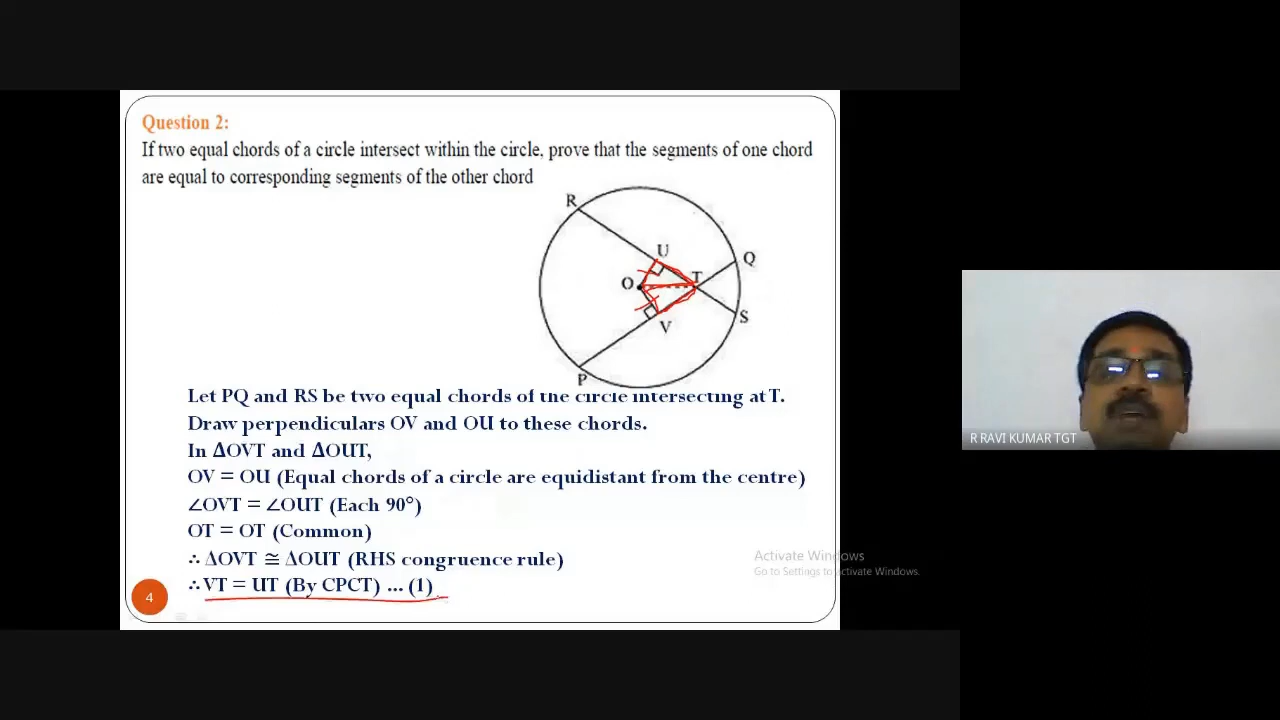 Question 2:
If two equal chords of a circle intersect within the circle, prove that the segments of one chord
are equal to corresponding segments of the other chord
R
U
Q
T
O
S
V
P
Let PQ and RS be two equal chords of the circle intersecting at T.
Draw perpendiculars OV and OU to these chords.
In ΔOVT and ΔOUT,
OV = OU (Equal chords of a circle are equidistant from the centre)
∠OVT = ∠OUT (Each 90°)
OT = OT (Common)
∴ ΔOVT ≅ ΔOUT (RHS congruence rule)
∴ VT = UT (By CPCT) ... (1)
4
R RAVI KUMAR TGT
Activate Windows
Go to Settings to Activate Windows.